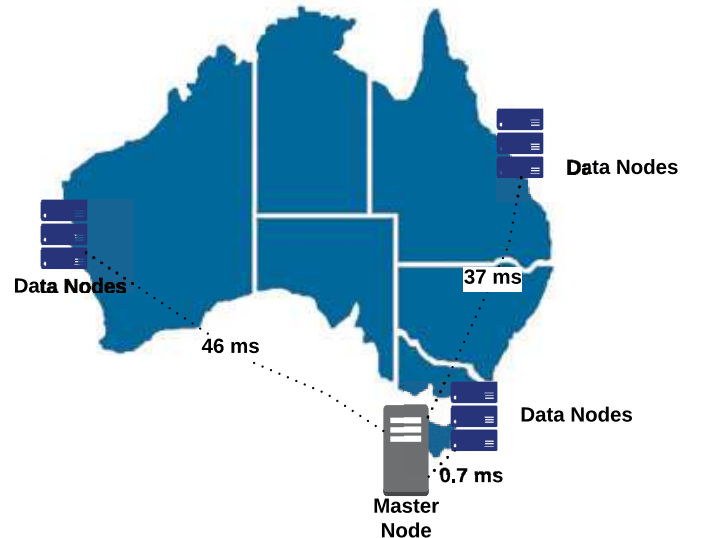 Data Nodes
Data Nodes
37 ms
46 ms
Data Nodes
0.7 ms
Master
Node